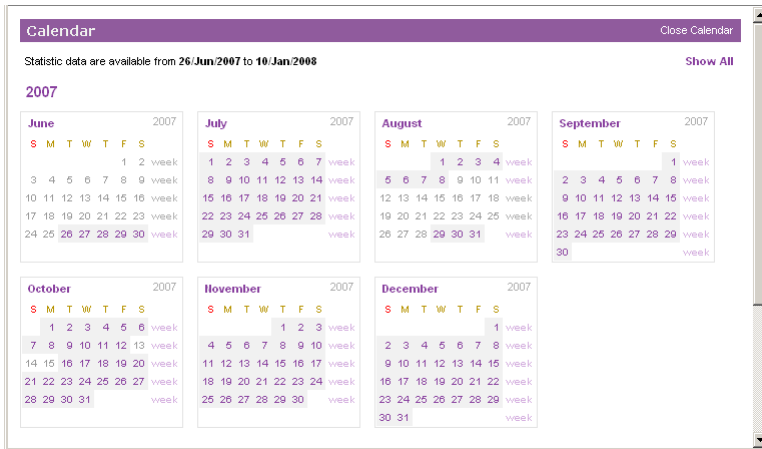 Calendar Close Calendar
Statistic data are available from 26/Jun/2007 to 10/Jan/2008 Show All
2007
June 2007
S M T W T F S
1 2 week
3 4 5 6 7 8 9 week
10 11 12 13 14 15 16 week
17 18 19 20 21 22 23 week
24 25 26 27 28 29 30 week
July 2007
S M T W T F S
1 2 3 4 5 6 7 week
8 9 10 11 12 13 14 week
15 16 17 18 19 20 21 week
22 23 24 25 26 27 28 week
29 30 31 week
August 2007
S M T W T F S
1 2 3 4 week
5 6 7 8 9 10 11 week
12 13 14 15 16 17 18 week
19 20 21 22 23 24 25 week
26 27 28 29 30 31 week
September 2007
S M T W T F S
1 week
2 3 4 5 6 7 8 week
9 10 11 12 13 14 15 week
16 17 18 19 20 21 22 week
23 24 25 26 27 28 29 week
30 week
October 2007
S M T W T F S
1 2 3 4 5 6 week
7 8 9 10 11 12 13 week
14 15 16 17 18 19 20 week
21 22 23 24 25 26 27 week
28 29 30 31 week
November 2007
S M T W T F S
1 2 3 week
4 5 6 7 8 9 10 week
11 12 13 14 15 16 17 week
18 19 20 21 22 23 24 week
25 26 27 28 29 30 week
December 2007
S M T W T F S
1 week
2 3 4 5 6 7 8 week
9 10 11 12 13 14 15 week
16 17 18 19 20 21 22 week
23 24 25 26 27 28 29 week
30 31 week